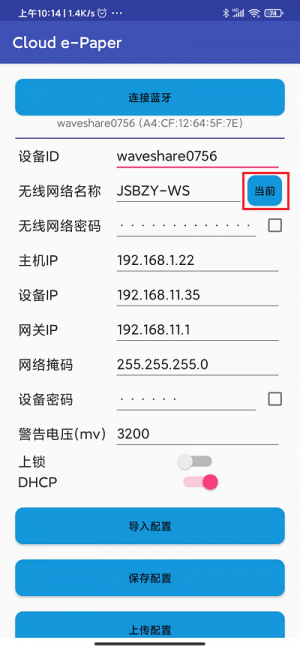 上午10:14 | 1.4K/s ···
74
Cloud e-Paper
连接蓝牙
waveshare0756 (A4:CF:12:64:5F:7E)
设备ID waveshare0756
无线网络名称 JSBZY-WS 当前
无线网络密码 · · · · · · · · · · · · ·
主机IP 192.168.1.22
设备IP 192.168.11.35
网关IP 192.168.11.1
网络掩码 255.255.255.0
设备密码 · · · · · ·
警告电压(mv) 3200
上锁
DHCP
导入配置
保存配置
上传配置